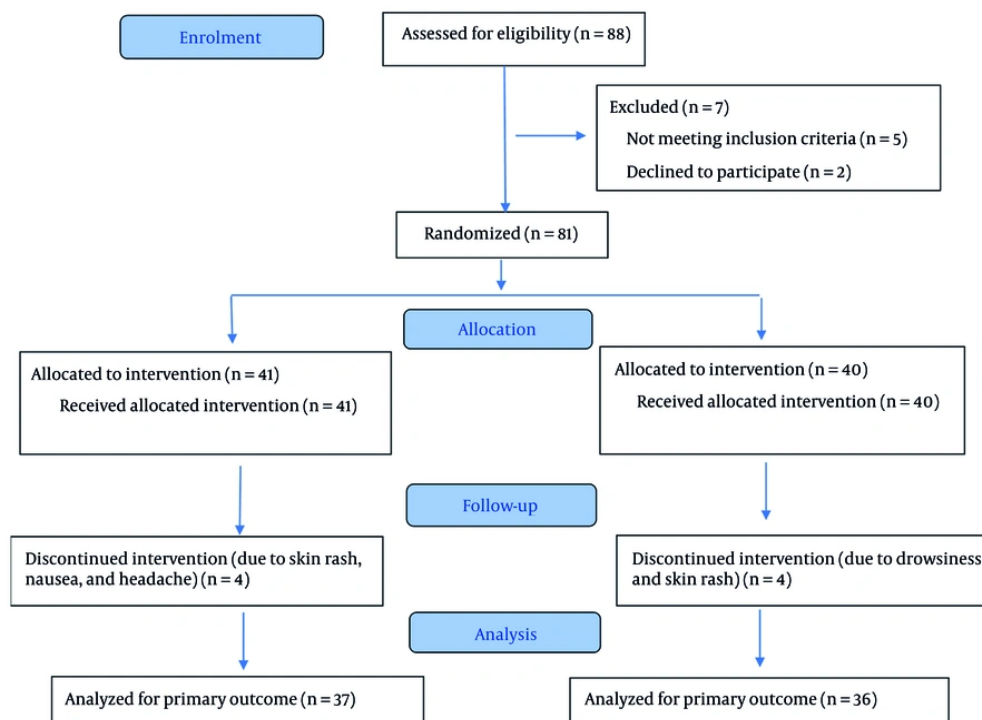 Enrolment
Assessed for eligibility (n = 88)
Excluded (n = 7)
Not meeting inclusion criteria (n = 5)
Declined to participate (n = 2)
Randomized (n = 81)
Allocation
Allocated to intervention (n = 41)
Received allocated intervention (n = 41)
Allocated to intervention (n = 40)
Received allocated intervention (n = 40)
Follow-up
Discontinued intervention (due to skin rash,
nausea, and headache) (n = 4)
Discontinued intervention (due to drowsiness
and skin rash) (n = 4)
Analysis
Analyzed for primary outcome (n = 37)
Analyzed for primary outcome (n = 36)